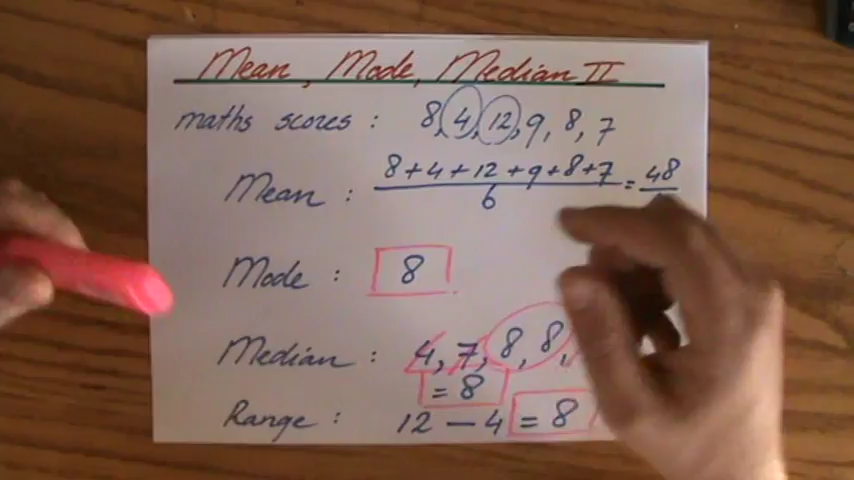 Mean, Mode, Median II
maths scores : 8, 4, 12, 9, 8, 7
Mean : 8+4+12+9+8+7 = 48
6
Mode : 8
Median : 4, 7, 8, 8,
= 8
Range : 12 – 4 = 8